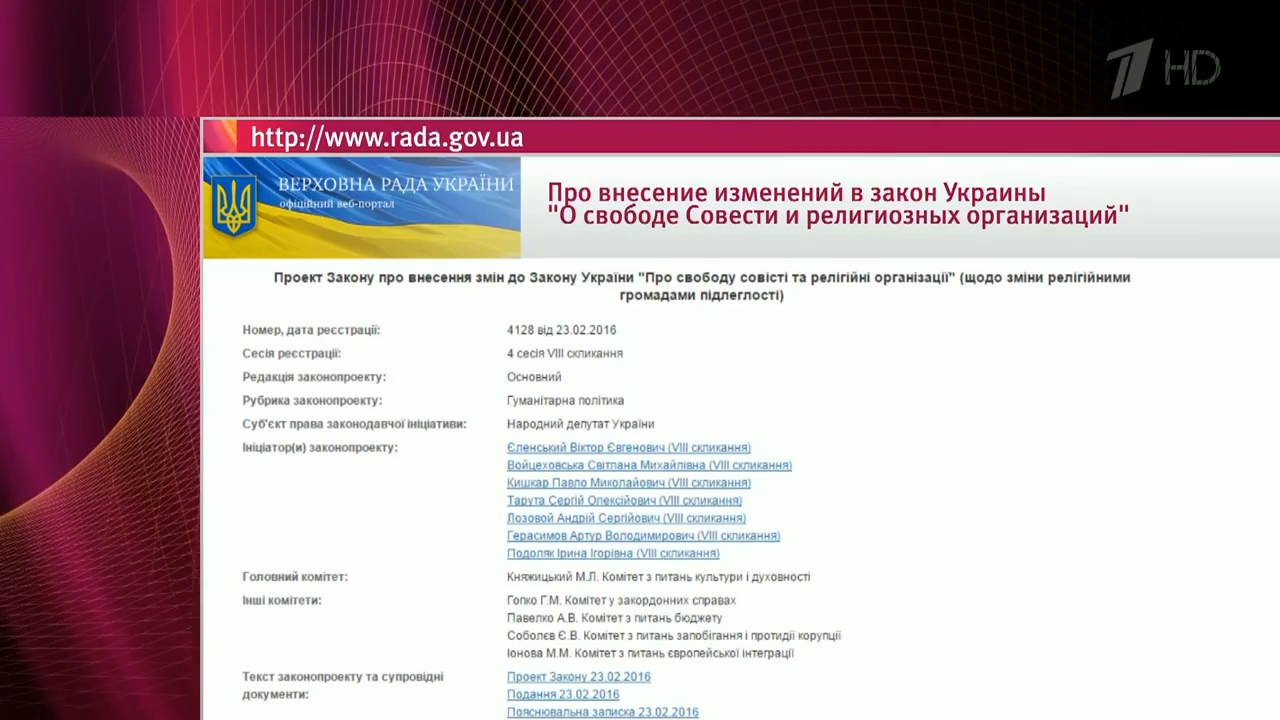 1 HD
http://www.rada.gov.ua
ВЕРХОВНА РАДА УКРАЇНИ
офіційний веб-портал
Про внесение изменений в закон Украины
"О свободе Совести и религиозных организаций"
Проект Закону про внесення змін до Закону України "Про свободу совісті та релігійні організації" (щодо зміни релігійними
громадами підлеглості)
Номер, дата реєстрації: 4128 від 23.02.2016
Сесія реєстрації: 4 сесія VIII скликання
Редакція законопроекту: Основний
Рубрика законопроекту: Гуманітарна політика
Суб'єкт права законодавчої ініціативи: Народний депутат України
Ініціатор(и) законопроекту: Єленський Віктор Євгенович (VIII скликання)
Войцеховська Світлана Михайлівна (VIII скликання)
Кишкар Павло Миколайович (VIII скликання)
Тарута Сергій Олексійович (VIII скликання)
Лозовой Андрій Сергійович (VIII скликання)
Герасимов Артур Володимирович (VIII скликання)
Подоляк Ірина Ігорівна (VIII скликання)
Головний комітет: Княжицький М.Л. Комітет з питань культури і духовності
Інші комітети: Гопко Г.М. Комітет у закордонних справах
Павелко А.В. Комітет з питань бюджету
Соболєв Є.В. Комітет з питань запобігання і протидії корупції
Іонова М.М. Комітет з питань європейської інтеграції
Текст законопроекту та супровідні Проект Закону 23.02.2016
документи: Подання 23.02.2016
Пояснювальна записка 23.02.2016